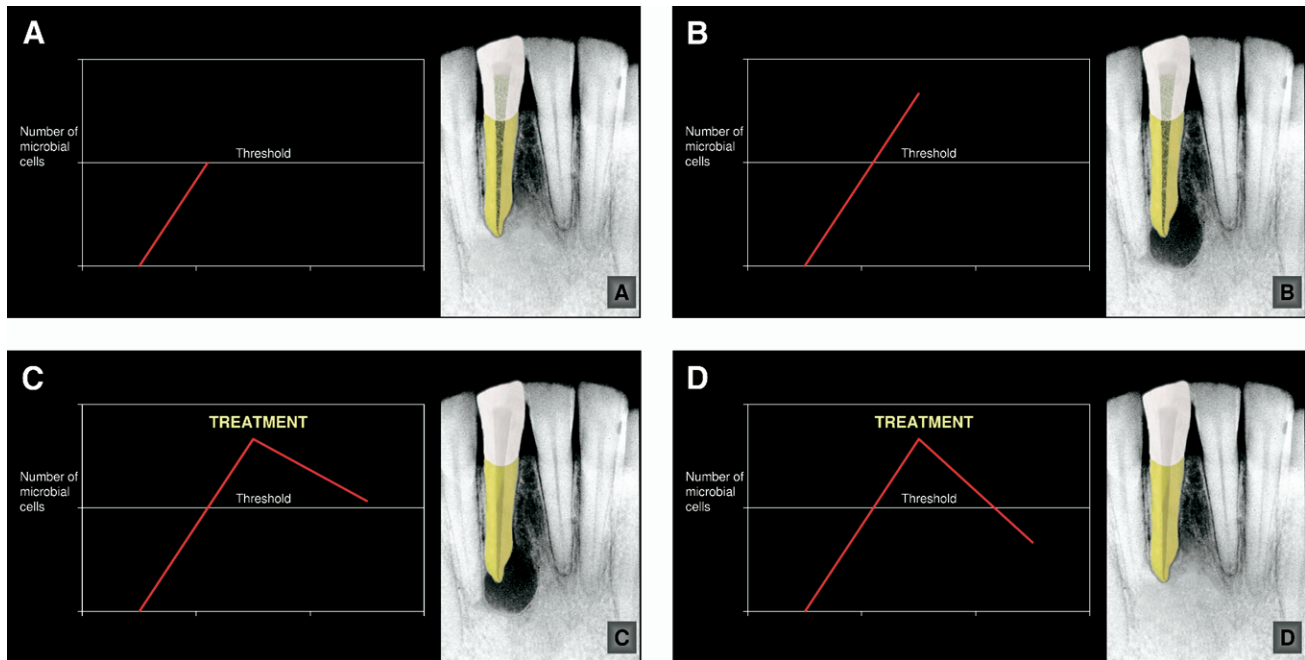 A
Number of
microbial
cells
Threshold
A
B
Number of
microbial
cells
Threshold
B
C
TREATMENT
Number of
microbial
cells
Threshold
C
D
TREATMENT
Number of
microbial
cells
Threshold
D